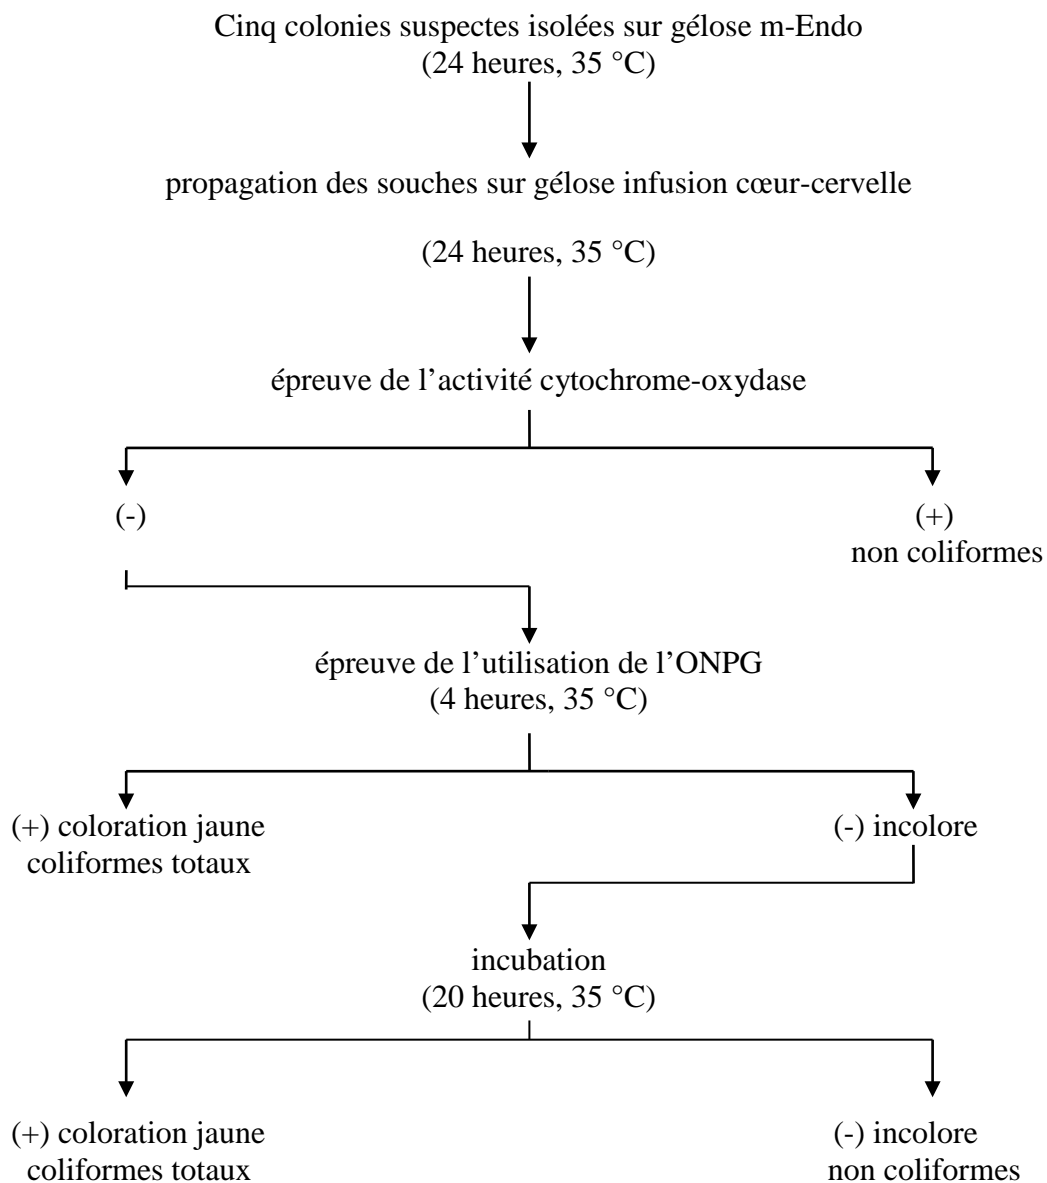 Cinq colonies suspectes isolées sur gélose m-Endo
(24 heures, 35 °C)
propagation des souches sur gélose infusion cœur-cervelle
(24 heures, 35 °C)
épreuve de l’activité cytochrome-oxydase
(-)
(+)
non coliformes
épreuve de l’utilisation de l’ONPG
(4 heures, 35 °C)
(+) coloration jaune
coliformes totaux
(-) incolore
incubation
(20 heures, 35 °C)
(+) coloration jaune
coliformes totaux
(-) incolore
non coliformes